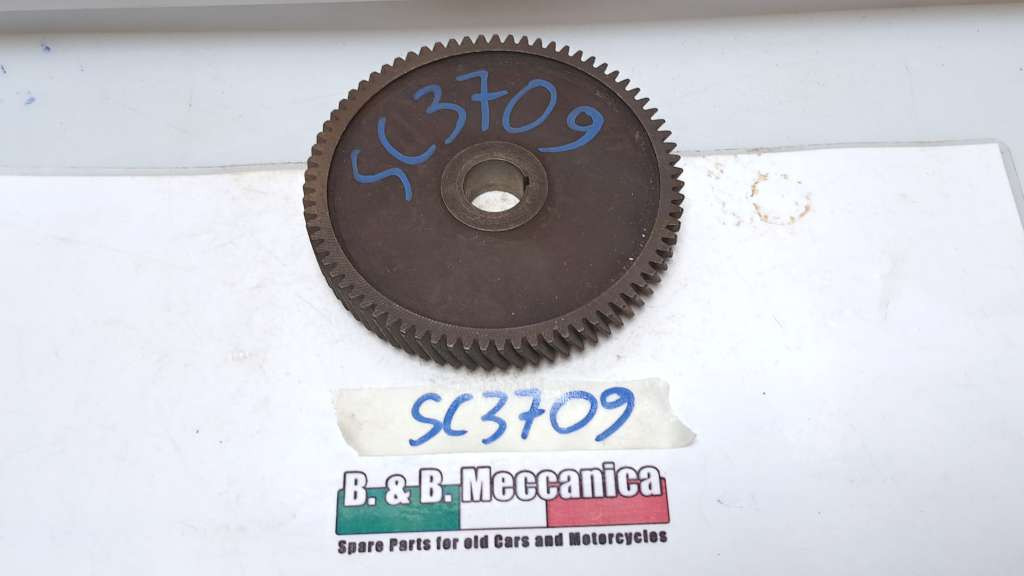 SC3709
SC3709
B. & B. Meccanica
Spare Parts for old Cars and Motorcycles